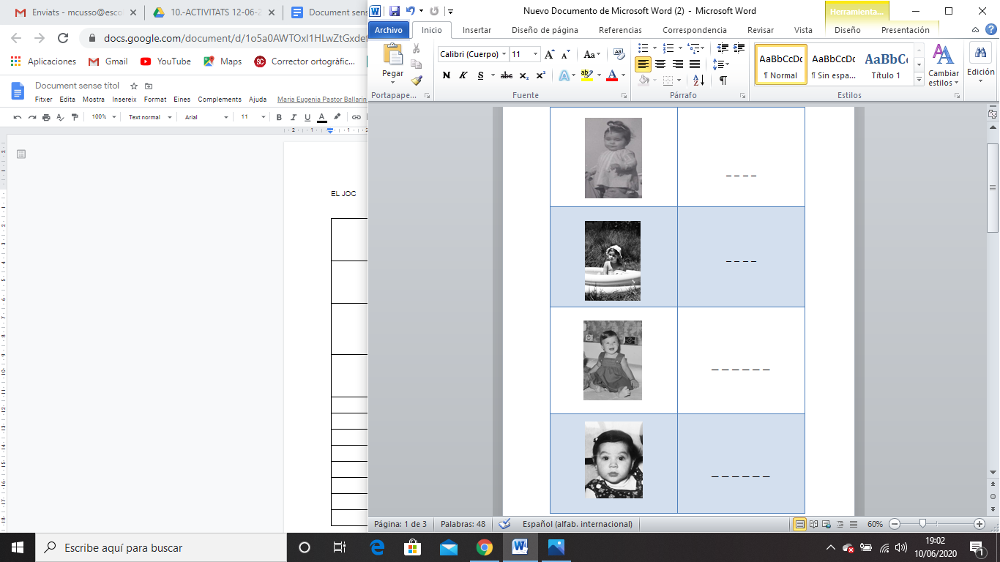 Enviats - mcusso@esco
10.-ACTIVITATS 12-06-2
Document sens
docs.google.com/document/d/1o5a0AWTOxl1HLwZtGxde
Aplicaciones
Gmail
YouTube
Maps
Corrector ortogràfic...
Document sense títol
Fitxer Edita Mostra Insereix Format Eines Complements Ajuda Maria Eugenia Pastor Ballarin
100% Text normal Arial 11 B I U A
EL JOC
Nuevo Documento de Microsoft Word (2) - Microsoft Word
Herramienta...
Archivo Inicio Insertar Diseño de página Referencias Correspondencia Revisar Vista Diseño Presentación
Calibri (Cuerpo) 11 A A Aa
N K S abc x₂ x² A ab A
Pegar
Portapape...
Fuente
Párrafo
AaBbCcDc AaBbCcDc AaBbCc
¶ Normal ¶ Sin espa... Título 1
Cambiar estilos
Estilos
Edición
_ _ _ _
_ _ _ _
_ _ _ _ _ _
_ _ _ _ _ _
Página: 1 de 3 Palabras: 48 Español (alfab. internacional) 60%
Escribe aquí para buscar
19:02
10/06/2020
1